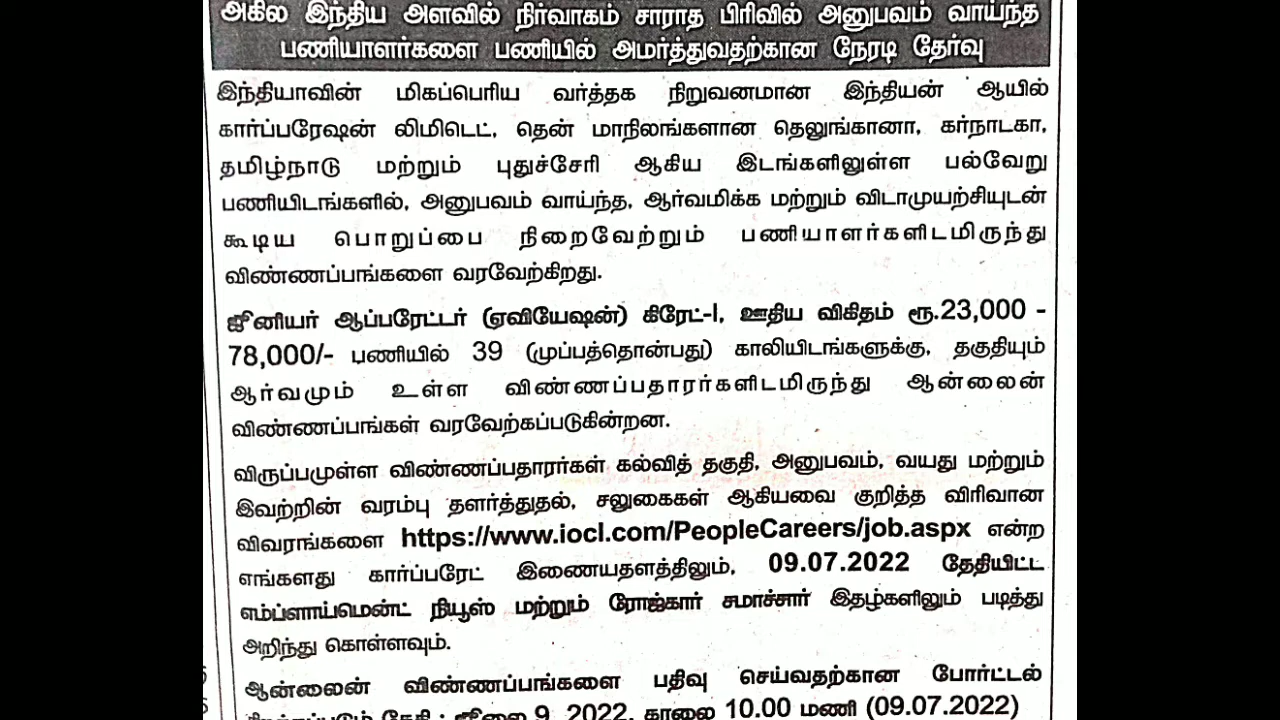 அகில இந்திய அளவில் நிர்வாகம் சாராத பிரிவில் அனுபவம் வாய்ந்த
பணியாளர்களை பணியில் அமர்த்துவதற்கான நேரடி தேர்வு
இந்தியாவின் மிகப்பெரிய வர்த்தக நிறுவனமான இந்தியன் ஆயில்
கார்ப்பரேஷன் லிமிடெட், தென் மாநிலங்களான தெலுங்கானா, கர்நாடகா,
தமிழ்நாடு மற்றும் புதுச்சேரி ஆகிய இடங்களிலுள்ள பல்வேறு
பணியிடங்களில், அனுபவம் வாய்ந்த, ஆர்வமிக்க மற்றும் விடாமுயற்சியுடன்
கூடிய பொறுப்பை நிறைவேற்றும் பணியாளர்களிடமிருந்து
விண்ணப்பங்களை வரவேற்கிறது.
ஜூனியர் ஆப்பரேட்டர் (ஏவியேஷன்) கிரேட்-I, ஊதிய விகிதம் ரூ.23,000 -
78,000/- பணியில் 39 (முப்பத்தொன்பது) காலியிடங்களுக்கு, தகுதியும்
ஆர்வமும் உள்ள விண்ணப்பதாரர்களிடமிருந்து ஆன்லைன்
விண்ணப்பங்கள் வரவேற்கப்படுகின்றன.
விருப்பமுள்ள விண்ணப்பதாரர்கள் கல்வித் தகுதி, அனுபவம், வயது மற்றும்
இவற்றின் வரம்பு தளர்த்துதல், சலுகைகள் ஆகியவை குறித்த விரிவான
விவரங்களை https://www.iocl.com/PeopleCareers/job.aspx என்ற
எங்களது கார்ப்பரேட் இணையதளத்திலும், 09.07.2022 தேதியிட்ட
எம்ப்ளாய்மென்ட் நியூஸ் மற்றும் ரோஜ்கார் சமாச்சார் இதழ்களிலும் படித்து
அறிந்து கொள்ளவும்.
ஆன்லைன் விண்ணப்பங்களை பதிவு செய்வதற்கான போர்ட்டல்
தேதி : ஜூலை 9, 2022, காலை 10.00 மணி (09.07.2022)